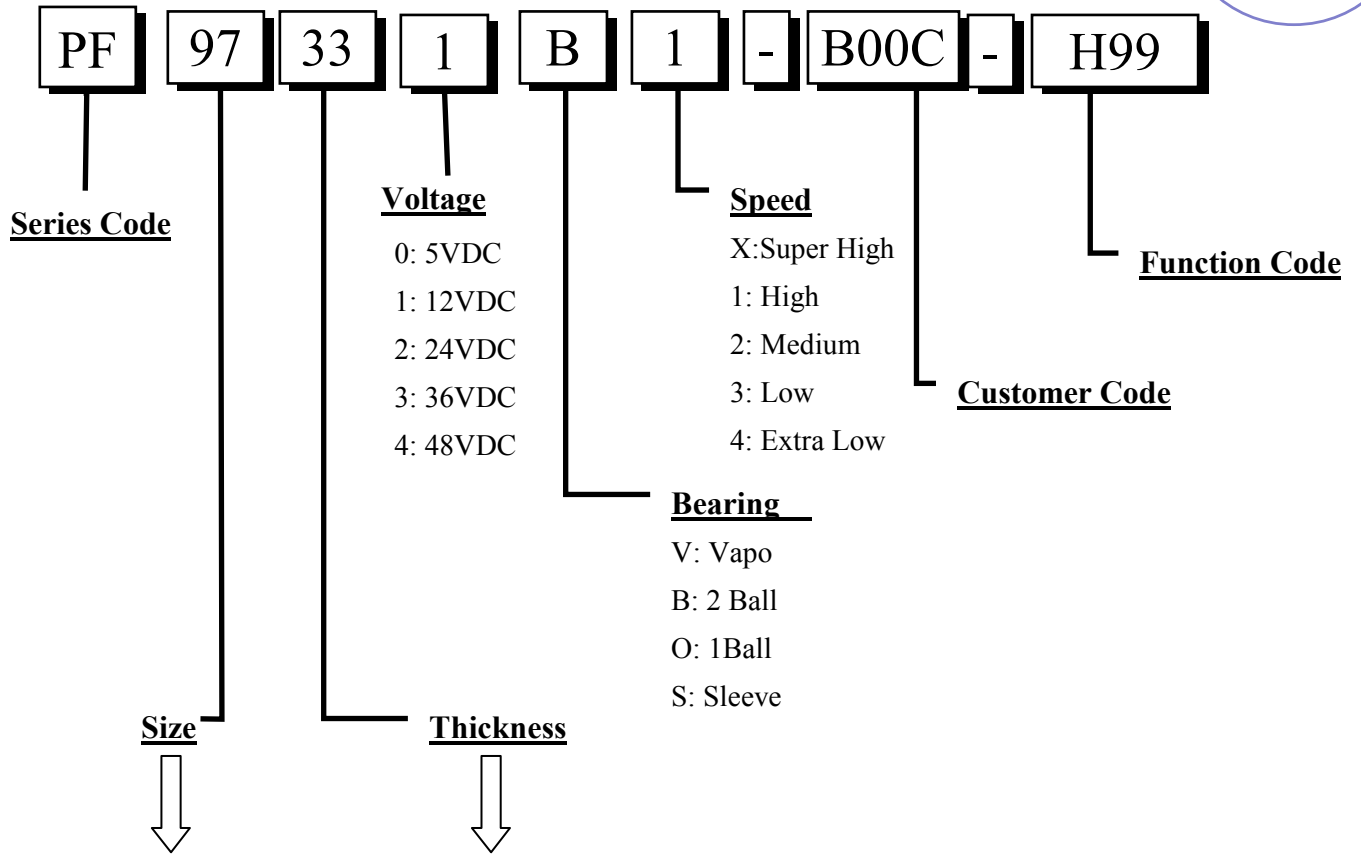 PF 97 33 1 B 1 - B00C - H99
Series Code
Voltage
0: 5VDC
1: 12VDC
2: 24VDC
3: 36VDC
4: 48VDC
Speed
X:Super High
1: High
2: Medium
3: Low
4: Extra Low
Function Code
Customer Code
Bearing
V: Vapo
B: 2 Ball
O: 1Ball
S: Sleeve
Size
Thickness